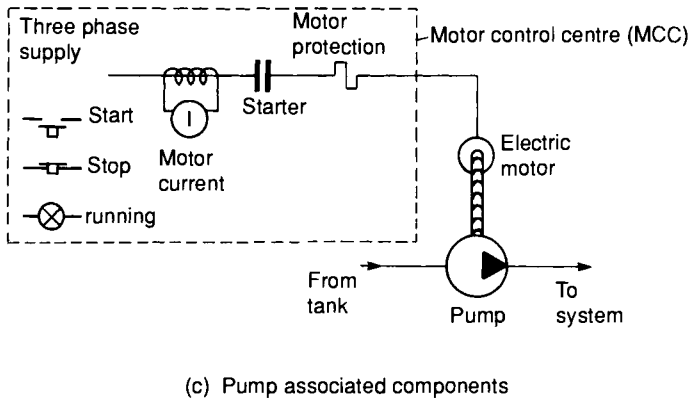 Three phase
supply
Motor
protection
Motor control centre (MCC)
Starter
I
Motor
current
Start
Stop
running
Electric
motor
From
tank
Pump
To
system
(c) Pump associated components